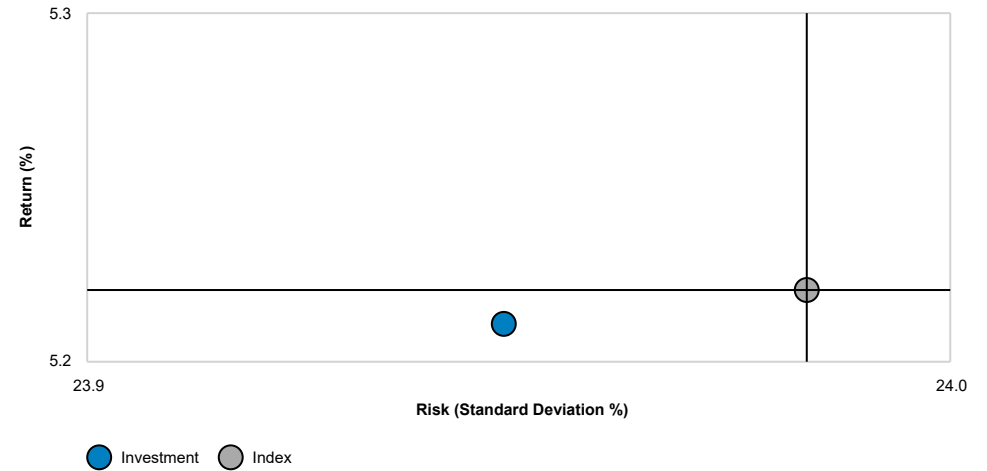 5.3
Return (%)
5.2
23.9
24.0
Risk (Standard Deviation %)
Investment
Index